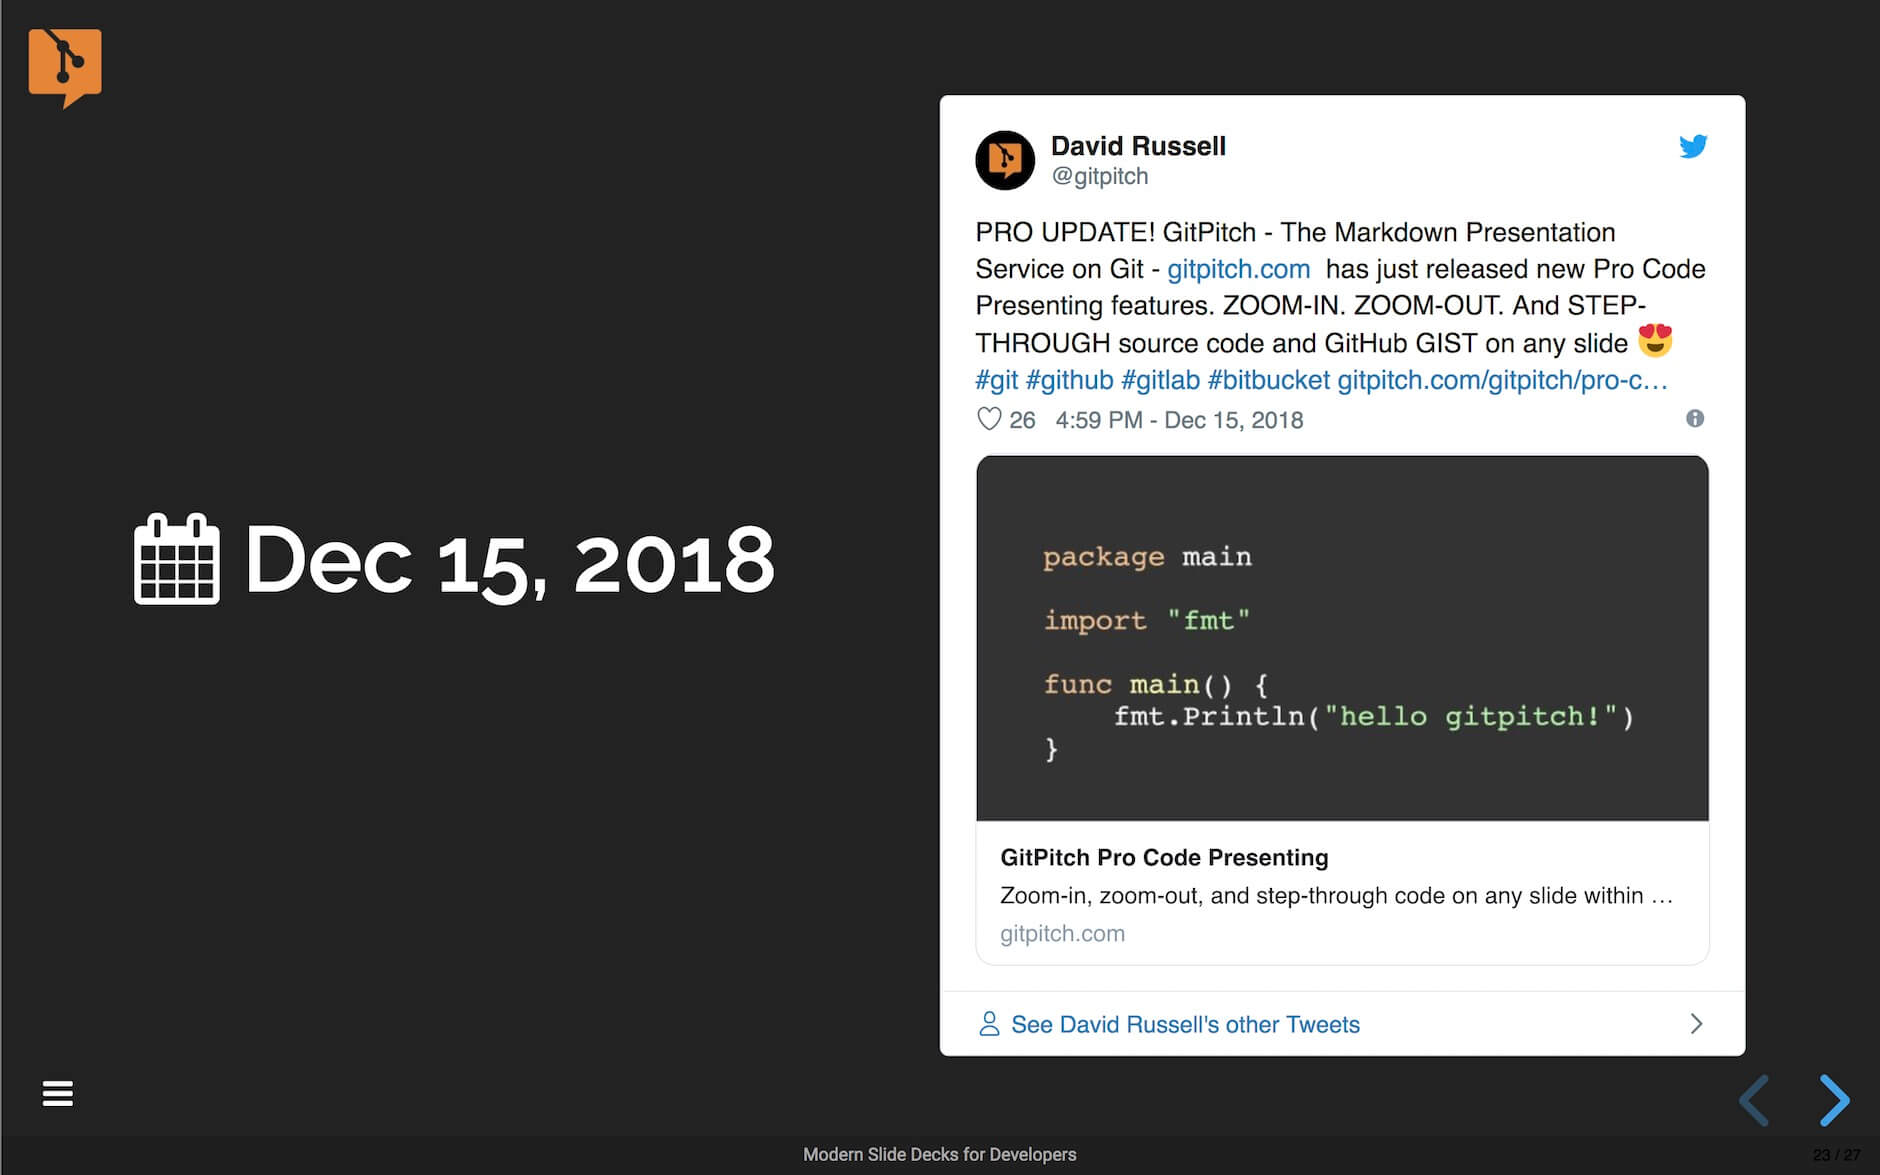 Dec 15, 2018
David Russell
@gitpitch
PRO UPDATE! GitPitch - The Markdown Presentation
Service on Git - gitpitch.com has just released new Pro Code
Presenting features. ZOOM-IN. ZOOM-OUT. And STEP-
THROUGH source code and GitHub GIST on any slide 😍
#git #github #gitlab #bitbucket gitpitch.com/gitpitch/pro-c…
26 4:59 PM - Dec 15, 2018
package main
import "fmt"
func main() {
    fmt.Println("hello gitpitch!")
}
GitPitch Pro Code Presenting
Zoom-in, zoom-out, and step-through code on any slide within …
gitpitch.com
See David Russell's other Tweets
Modern Slide Decks for Developers
23 / 27